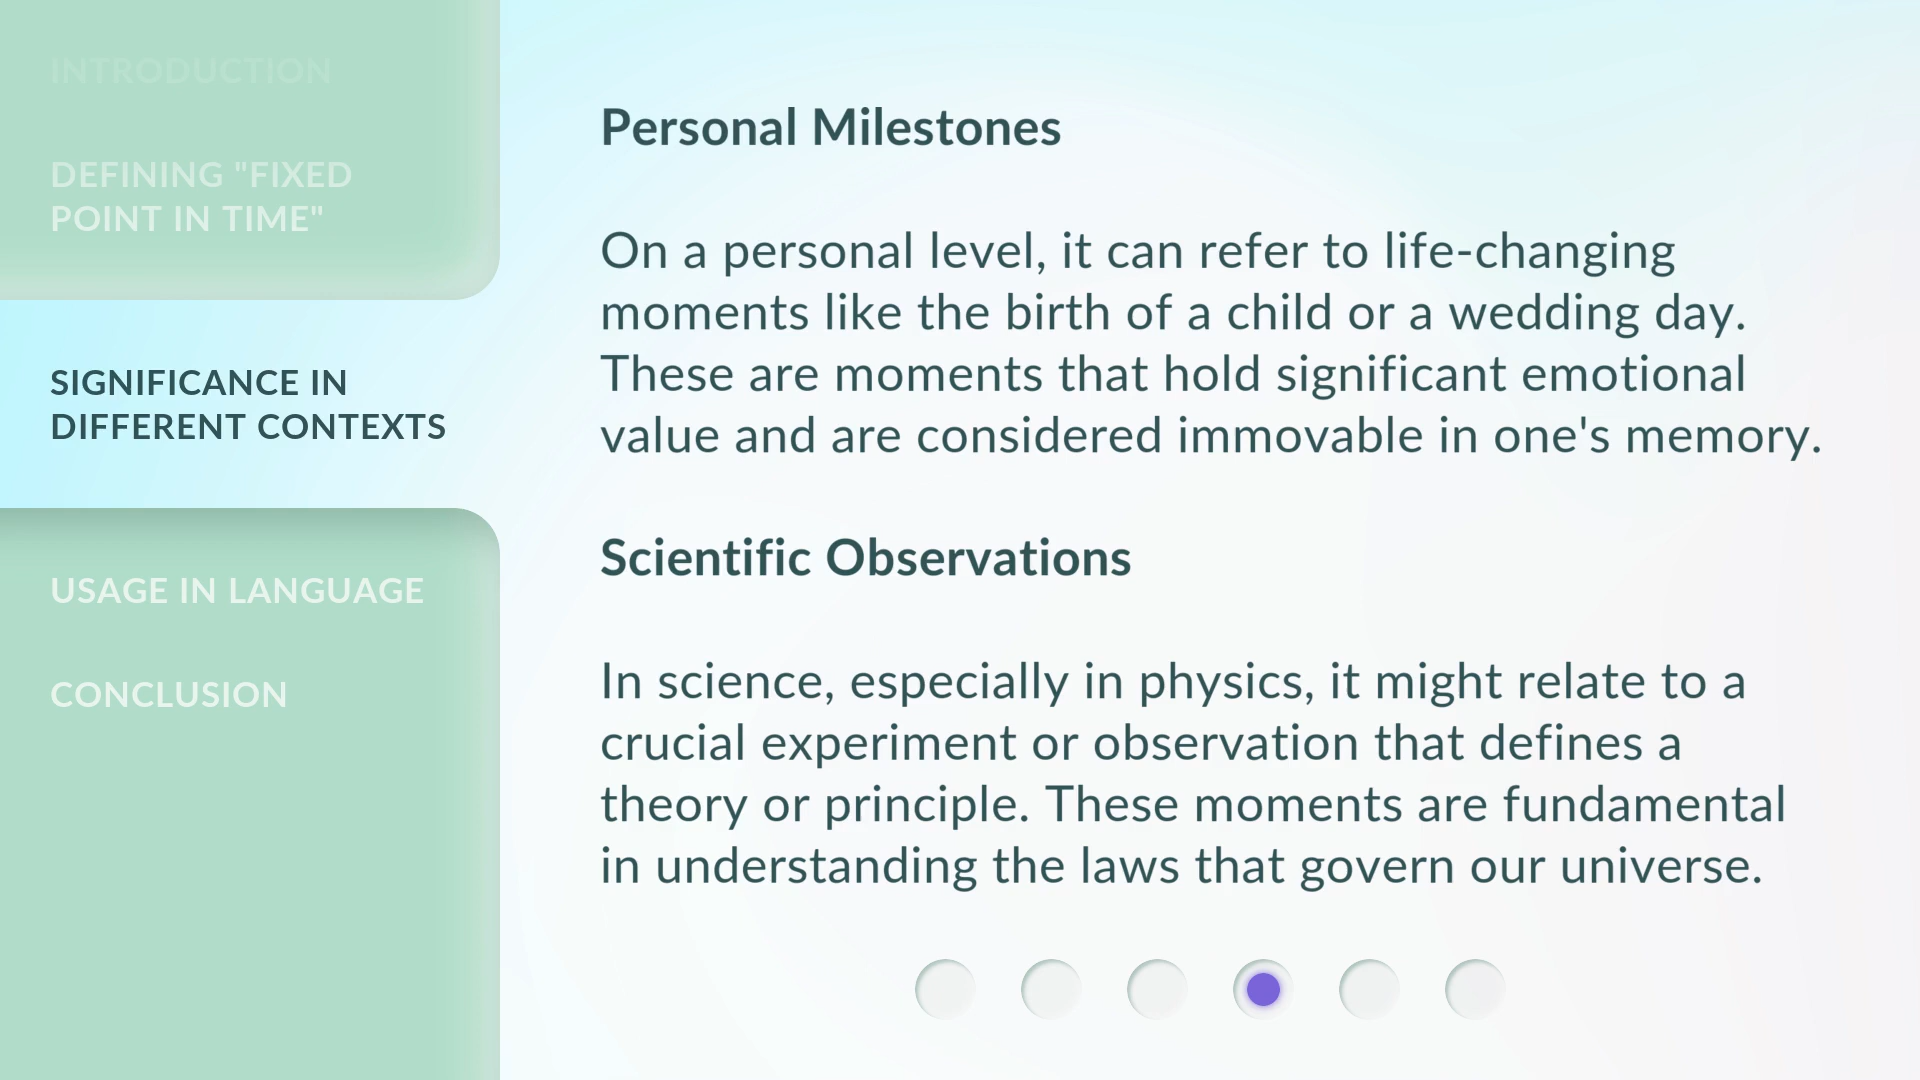 INTRODUCTION
DEFINING "FIXED
POINT IN TIME"
SIGNIFICANCE IN
DIFFERENT CONTEXTS
USAGE IN LANGUAGE
CONCLUSION
Personal Milestones
On a personal level, it can refer to life-changing
moments like the birth of a child or a wedding day.
These are moments that hold significant emotional
value and are considered immovable in one's memory.
Scientific Observations
In science, especially in physics, it might relate to a
crucial experiment or observation that defines a
theory or principle. These moments are fundamental
in understanding the laws that govern our universe.